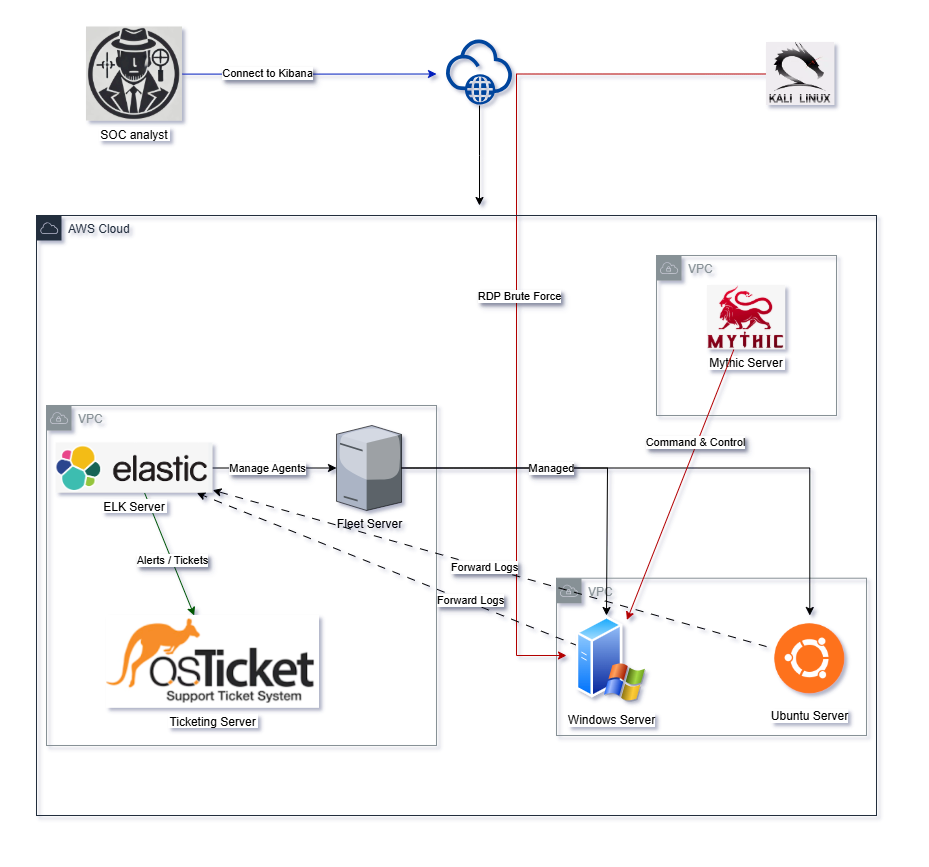 Connect to Kibana
SOC analyst
KALI LINUX
AWS Cloud
VPC
MYTHIC
Mythic Server
RDP Brute Force
Command & Control
VPC
elastic
ELK Server
Manage Agents
Fleet Server
Managed
Alerts / Tickets
Forward Logs
Forward Logs
VPC
osTicket
Support Ticket System
Ticketing Server
Windows Server
Ubuntu Server